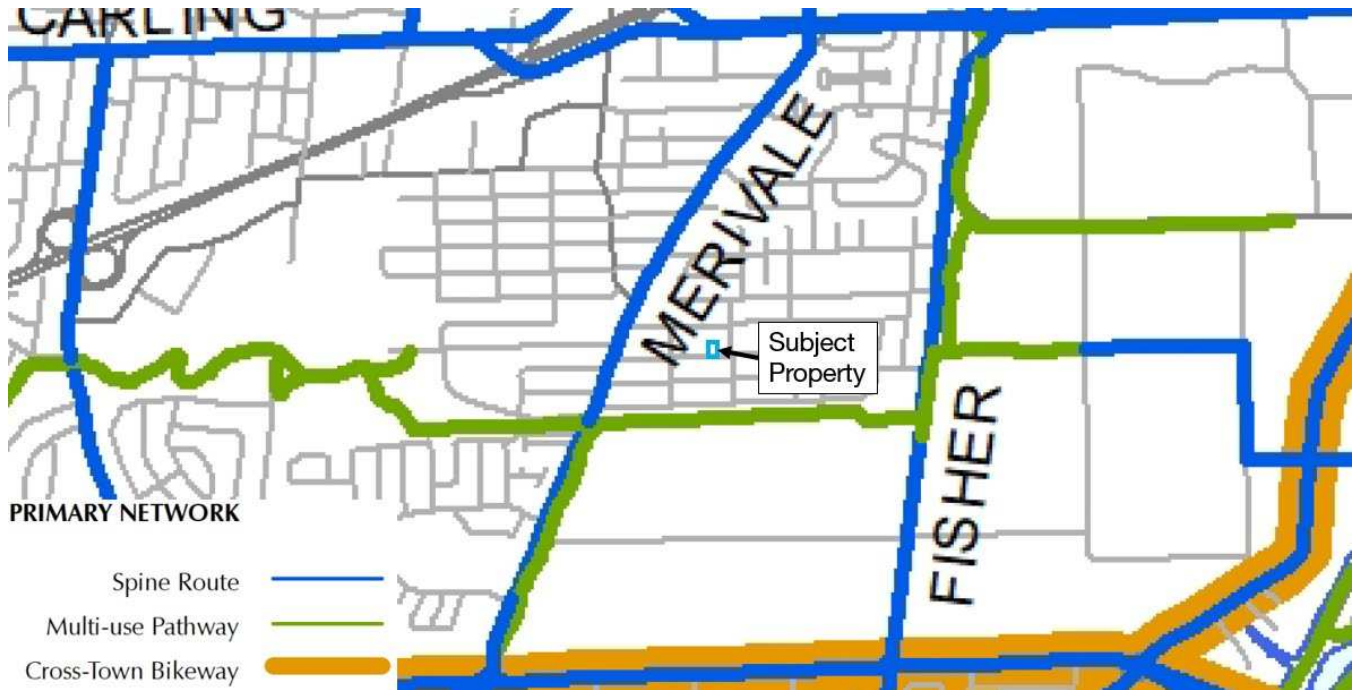 CARLING
MERIVALE
Subject
Property
FISHER
PRIMARY NETWORK
Spine Route
Multi-use Pathway
Cross-Town Bikeway